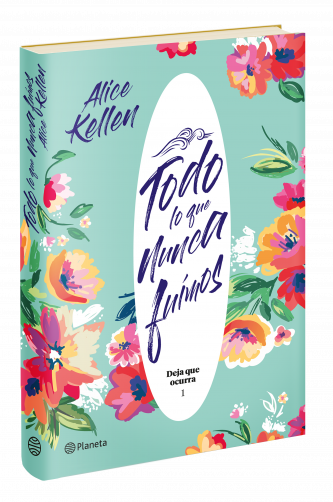 Alice
Kellen
Todo
lo que
nunca
fuimos
Deja que
ocurra
1
Planeta
Todo lo que nunca fuimos
Alice Kellen